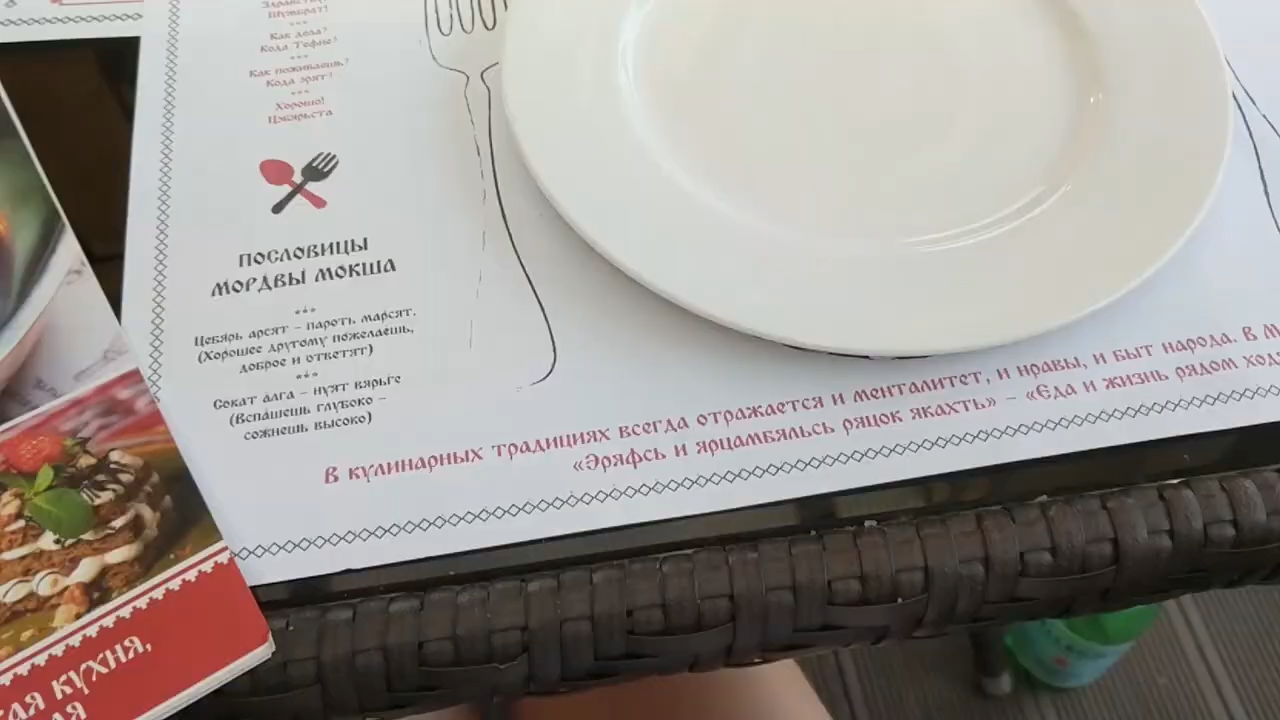 Шумбрат!
***
Как дела?
Кода Тефне?
***
Как поживаешь?
Кода эрят?
***
Хорошо!
Цебярьста
ПОСЛОВИЦЫ
МОРДВЫ МОКША
***
Цебярь арсят – пароть марсят.
(Хорошее другому пожелаешь,
доброе и ответят)
***
Сокат алга – нуят вярьге
(Вспашешь глубоко –
сожнешь высоко)
В кулинарных традициях всегда отражается и менталитет, и нравы, и быт народа. В
«Эряфсь и ярцамбяльсь ряцок якахть» – «Еда и жизнь рядом
КУХНЯ,